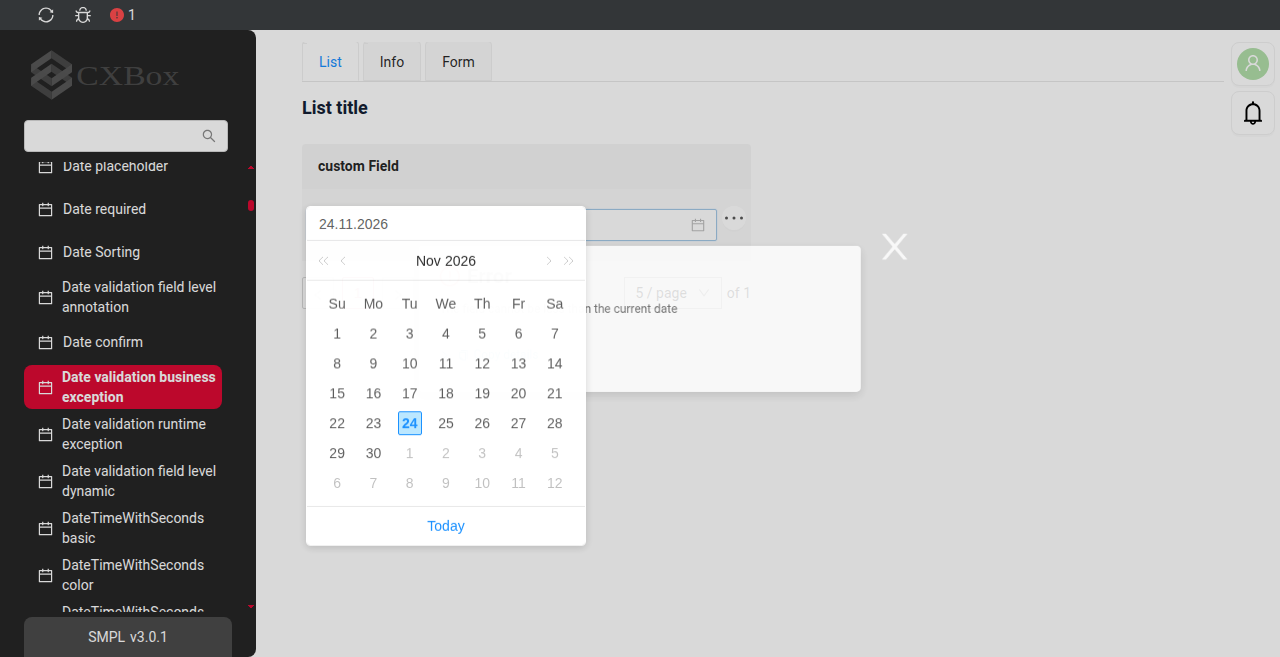 1
CXBox
Date placeholder
Date required
Date Sorting
Date validation field level
annotation
Date confirm
Date validation business
exception
Date validation runtime
exception
Date validation field level
dynamic
DateTimeWithSeconds
basic
DateTimeWithSeconds
color
DateTimeWithSeconds
SMPL v3.0.1
List
Info
Form
List title
custom Field
24.11.2026
Nov 2026
Su Mo Tu We Th Fr Sa
1 2 3 4 5 6 7
8 9 10 11 12 13 14
15 16 17 18 19 20 21
22 23 24 25 26 27 28
29 30 1 2 3 4 5
6 7 8 9 10 11 12
Today
5 / page
of 1
the current date